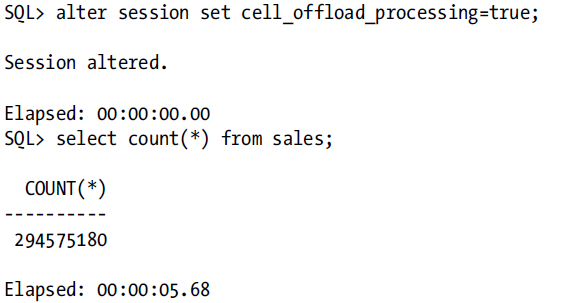 SQL> alter session set cell_offload_processing=true;
Session altered.
Elapsed: 00:00:00.00
SQL> select count(*) from sales;
COUNT(*)
----------
294575180
Elapsed: 00:00:05.68